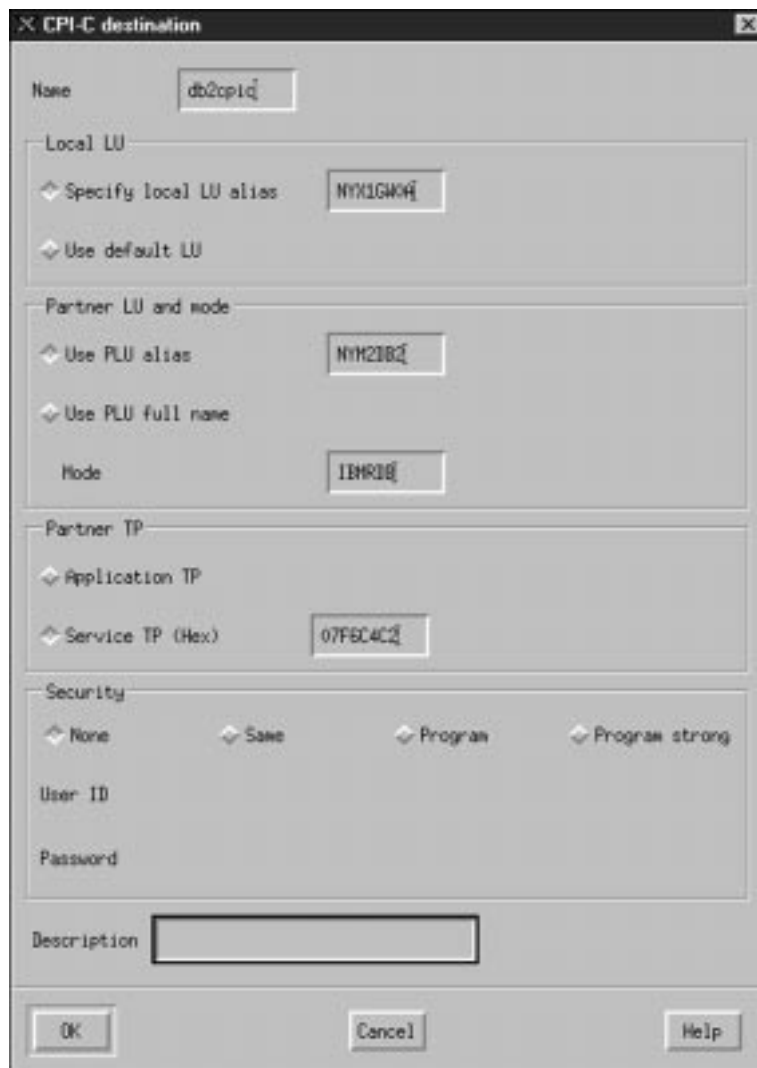 CPI-C destination
Name db2cpic
Local LU
Specify local LU alias NYX1GW0A
Use default LU
Partner LU and mode
Use PLU alias NYM2DB2
Use PLU full name
Mode IBMRDB
Partner TP
Application TP
Service TP (Hex) 07F6C4C2
Security
None Same Program Program strong
User ID
Password
Description
OK Cancel Help